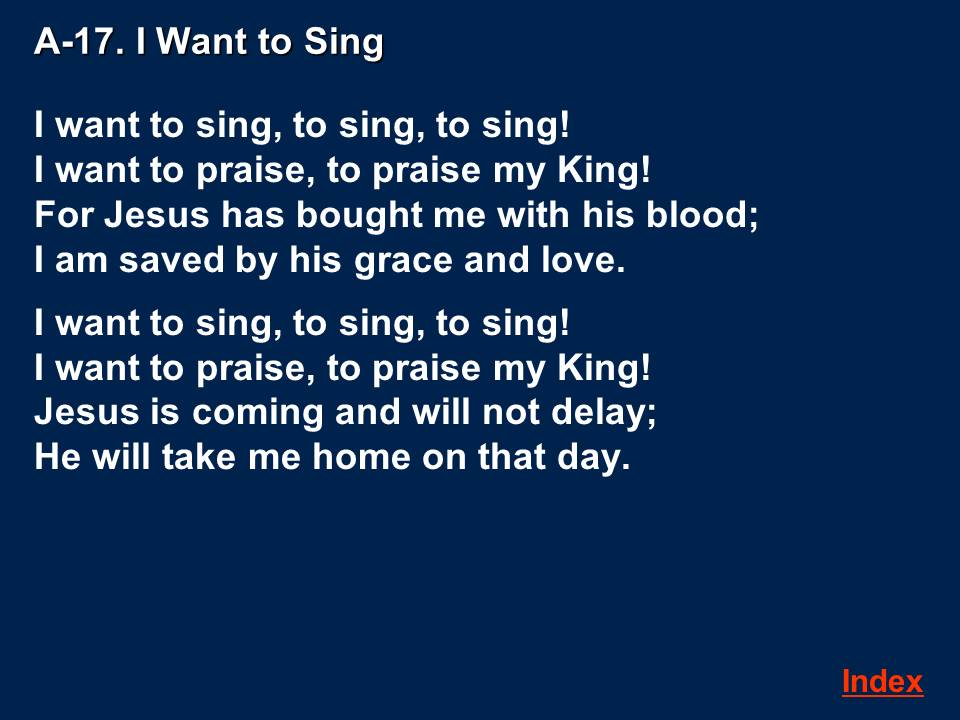 A-17. I Want to Sing
I want to sing, to sing, to sing!
I want to praise, to praise my King!
For Jesus has bought me with his blood;
I am saved by his grace and love.
I want to sing, to sing, to sing!
I want to praise, to praise my King!
Jesus is coming and will not delay;
He will take me home on that day.
Index